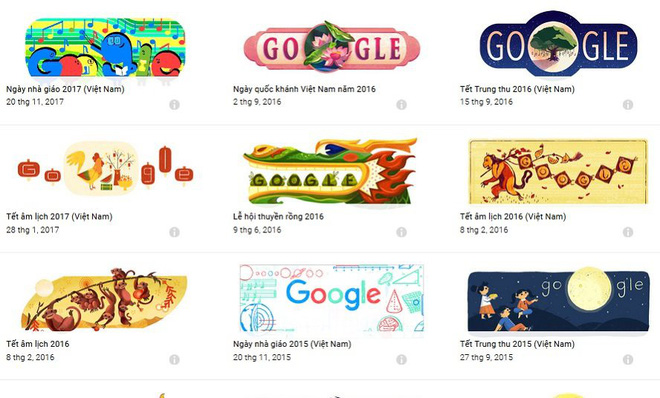 GOOGLE
GOOGLE
GOOGLE
Ngày nhà giáo 2017 (Việt Nam)
20 thg 11, 2017
Ngày quốc khánh Việt Nam năm 2016
2 thg 9, 2016
Tết Trung thu 2016 (Việt Nam)
15 thg 9, 2016
Google
GOOGLE
GOOGLE
Tết âm lịch 2017 (Việt Nam)
28 thg 1, 2017
Lễ hội thuyền rồng 2016
9 thg 6, 2016
Tết âm lịch 2016 (Việt Nam)
8 thg 2, 2016
Google
google
Tết âm lịch 2016
8 thg 2, 2016
Ngày nhà giáo 2015 (Việt Nam)
20 thg 11, 2015
Tết Trung thu 2015 (Việt Nam)
27 thg 9, 2015